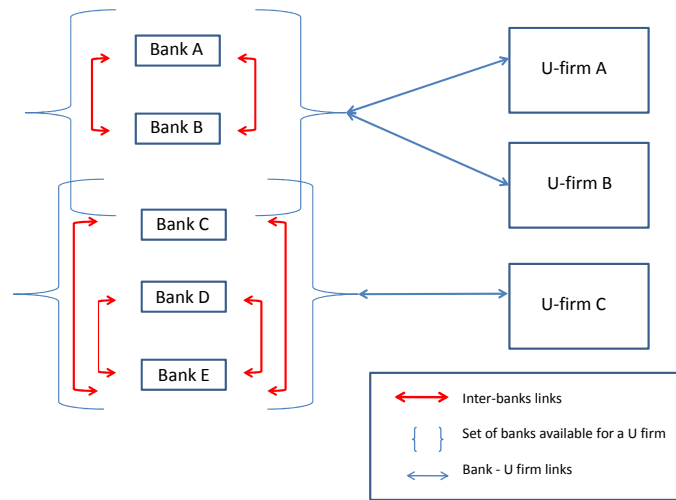 Bank A
U-firm A
Bank B
U-firm B
Bank C
Bank D
U-firm C
Bank E
Inter-banks links
Set of banks available for a U firm
Bank - U firm links